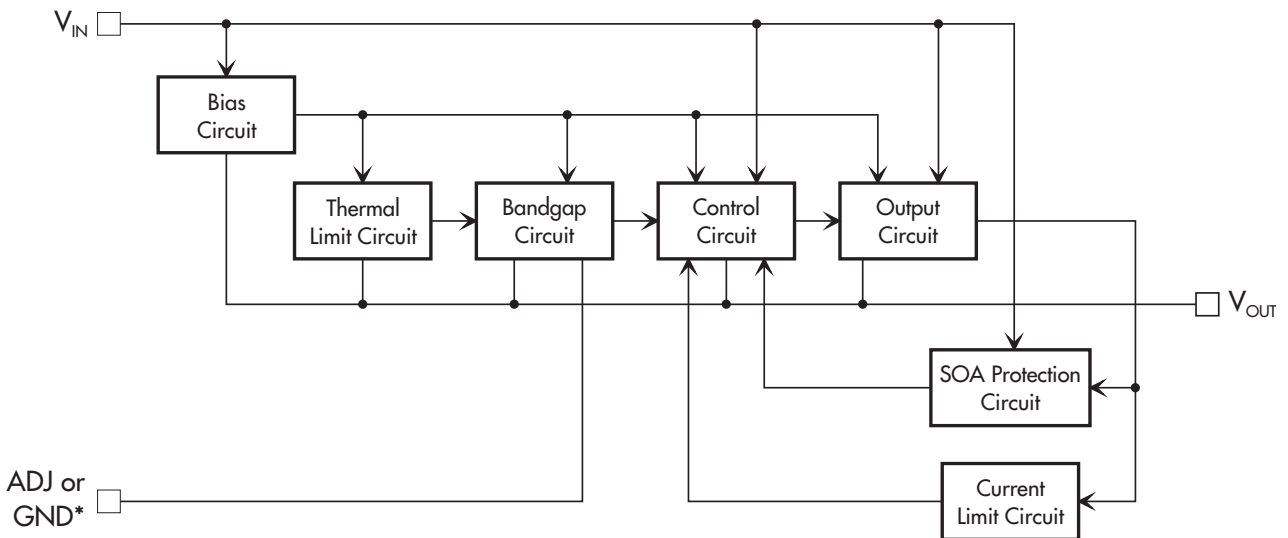 V_IN
Bias
Circuit
Thermal
Limit Circuit
Bandgap
Circuit
Control
Circuit
Output
Circuit
V_OUT
SOA Protection
Circuit
ADJ or
GND*
Current
Limit Circuit